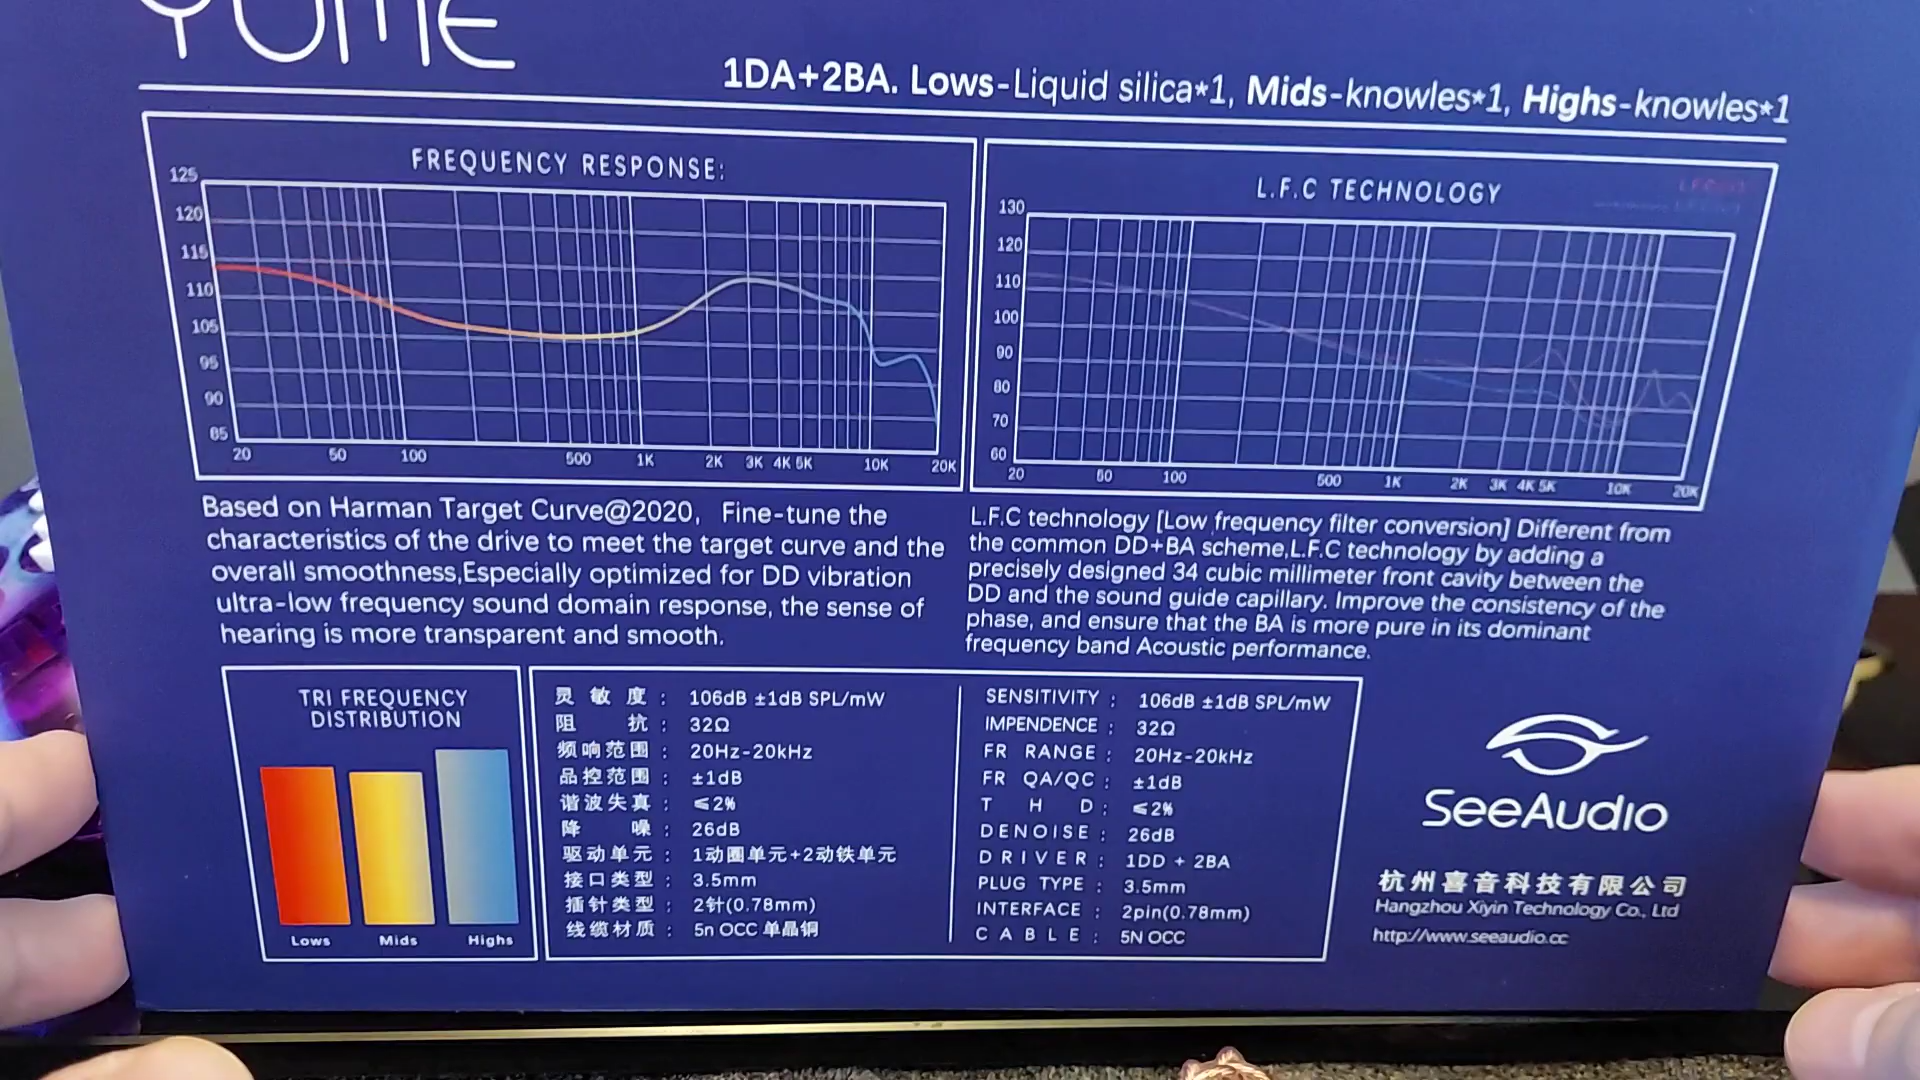 YUME
1DA+2BA. Lows-Liquid silica*1, Mids-knowles*1, Highs-knowles*1
FREQUENCY RESPONSE:
125
120
115
110
105
95
90
85
20 50 100 500 1K 2K 3K 4K 5K 10K 20K
L.F.C TECHNOLOGY
130
120
110
100
90
80
70
60
20 50 100 500 1K 2K 3K 4K 5K 10K 20K
Based on Harman Target Curve@2020, Fine-tune the
characteristics of the drive to meet the target curve and the
overall smoothness,Especially optimized for DD vibration
ultra-low frequency sound domain response, the sense of
hearing is more transparent and smooth.
L.F.C technology [Low frequency filter conversion] Different from
the common DD+BA scheme,L.F.C technology by adding a
precisely designed 34 cubic millimeter front cavity between the
DD and the sound guide capillary. Improve the consistency of the
phase, and ensure that the BA is more pure in its dominant
frequency band Acoustic performance.
TRI FREQUENCY
DISTRIBUTION
Lows Mids Highs
灵敏度: 106dB ±1dB SPL/mW
阻抗: 32Ω
频响范围: 20Hz-20kHz
品控范围: ±1dB
谐波失真: ≤2%
降噪: 26dB
驱动单元: 1动圈单元+2动铁单元
接口类型: 3.5mm
插针类型: 2针(0.78mm)
线缆材质: 5n OCC 单晶铜
SENSITIVITY: 106dB ±1dB SPL/mW
IMPENDENCE: 32Ω
FR RANGE: 20Hz-20kHz
FR QA/QC: ±1dB
THD: ≤2%
DENOISE: 26dB
DRIVER: 1DD + 2BA
PLUG TYPE: 3.5mm
INTERFACE: 2pin(0.78mm)
CABLE: 5N OCC
SeeAudio
杭州喜音科技有限公司
Hangzhou Xiyin Technology Co., Ltd
http://www.seeaudio.cc